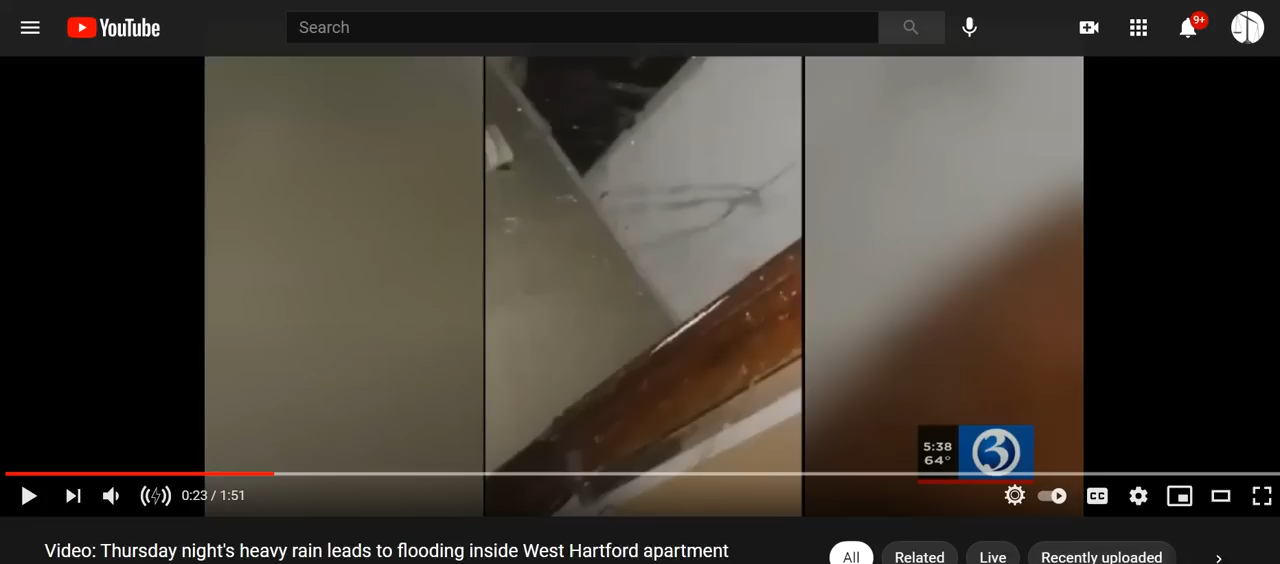 YouTube
Search
9+
5:38
64°
3
0:23 / 1:51
CC
Video: Thursday night's heavy rain leads to flooding inside West Hartford apartment
All
Related
Live
Recently uploaded